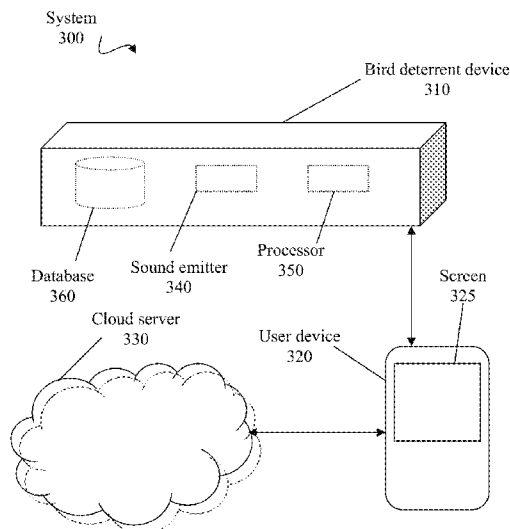 System
300
Bird deterrent device
310
Database
360
Sound emitter
340
Processor
350
Screen
325
Cloud server
330
User device
320